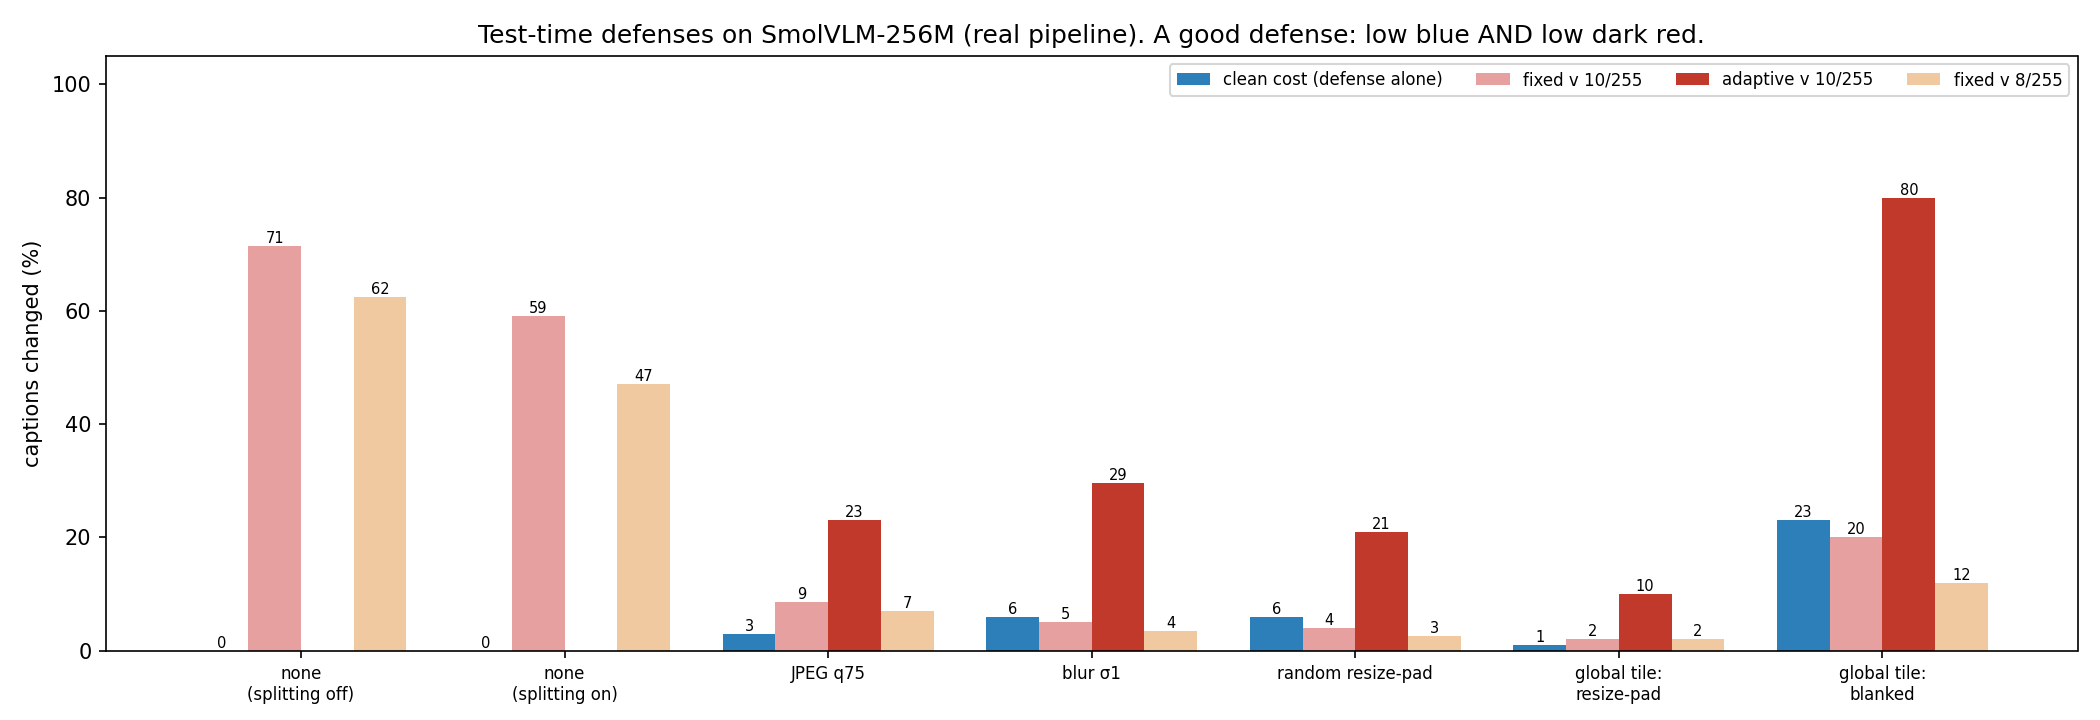 Test-time defenses on SmolVLM-256M (real pipeline). A good defense: low blue AND low dark red.
clean cost (defense alone) fixed v 10/255 adaptive v 10/255 fixed v 8/255
captions changed (%)
100
80
60
40
20
0
0 71 62
0 59 47
3 9 23 7
6 5 29 4
6 4 21 3
1 2 10 2
23 20 80 12
none
(splitting off)
none
(splitting on)
JPEG q75
blur σ1
random resize-pad
global tile:
resize-pad
global tile:
blanked